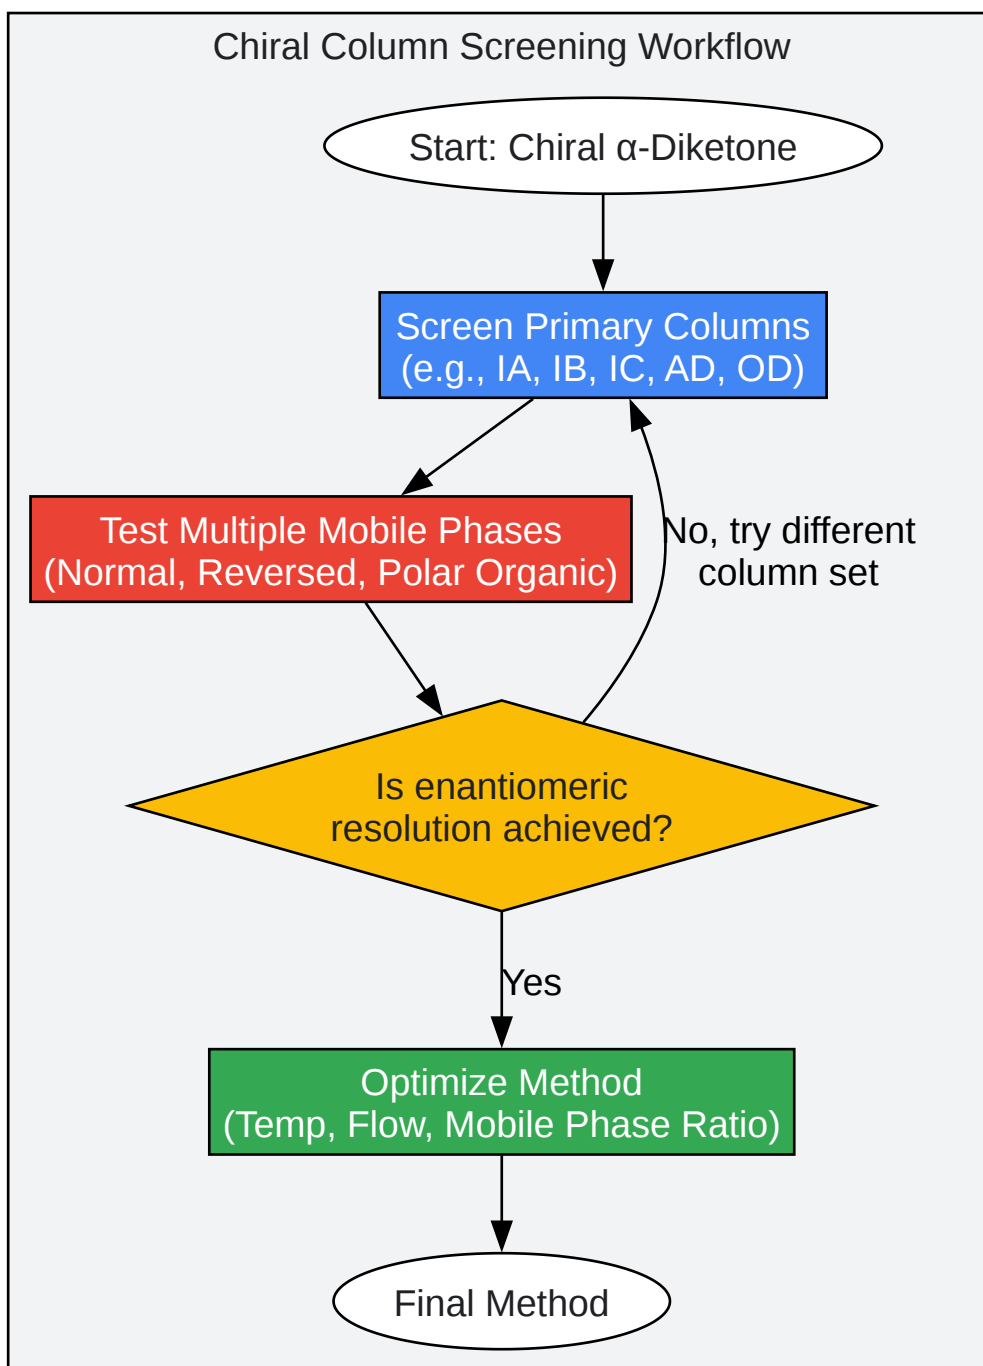 Chiral Column Screening Workflow
Start: Chiral α-Diketone
Screen Primary Columns
(e.g., IA, IB, IC, AD, OD)
Test Multiple Mobile Phases
(Normal, Reversed, Polar Organic)
No, try different
column set
Is enantiomeric
resolution achieved?
Yes
Optimize Method
(Temp, Flow, Mobile Phase Ratio)
Final Method